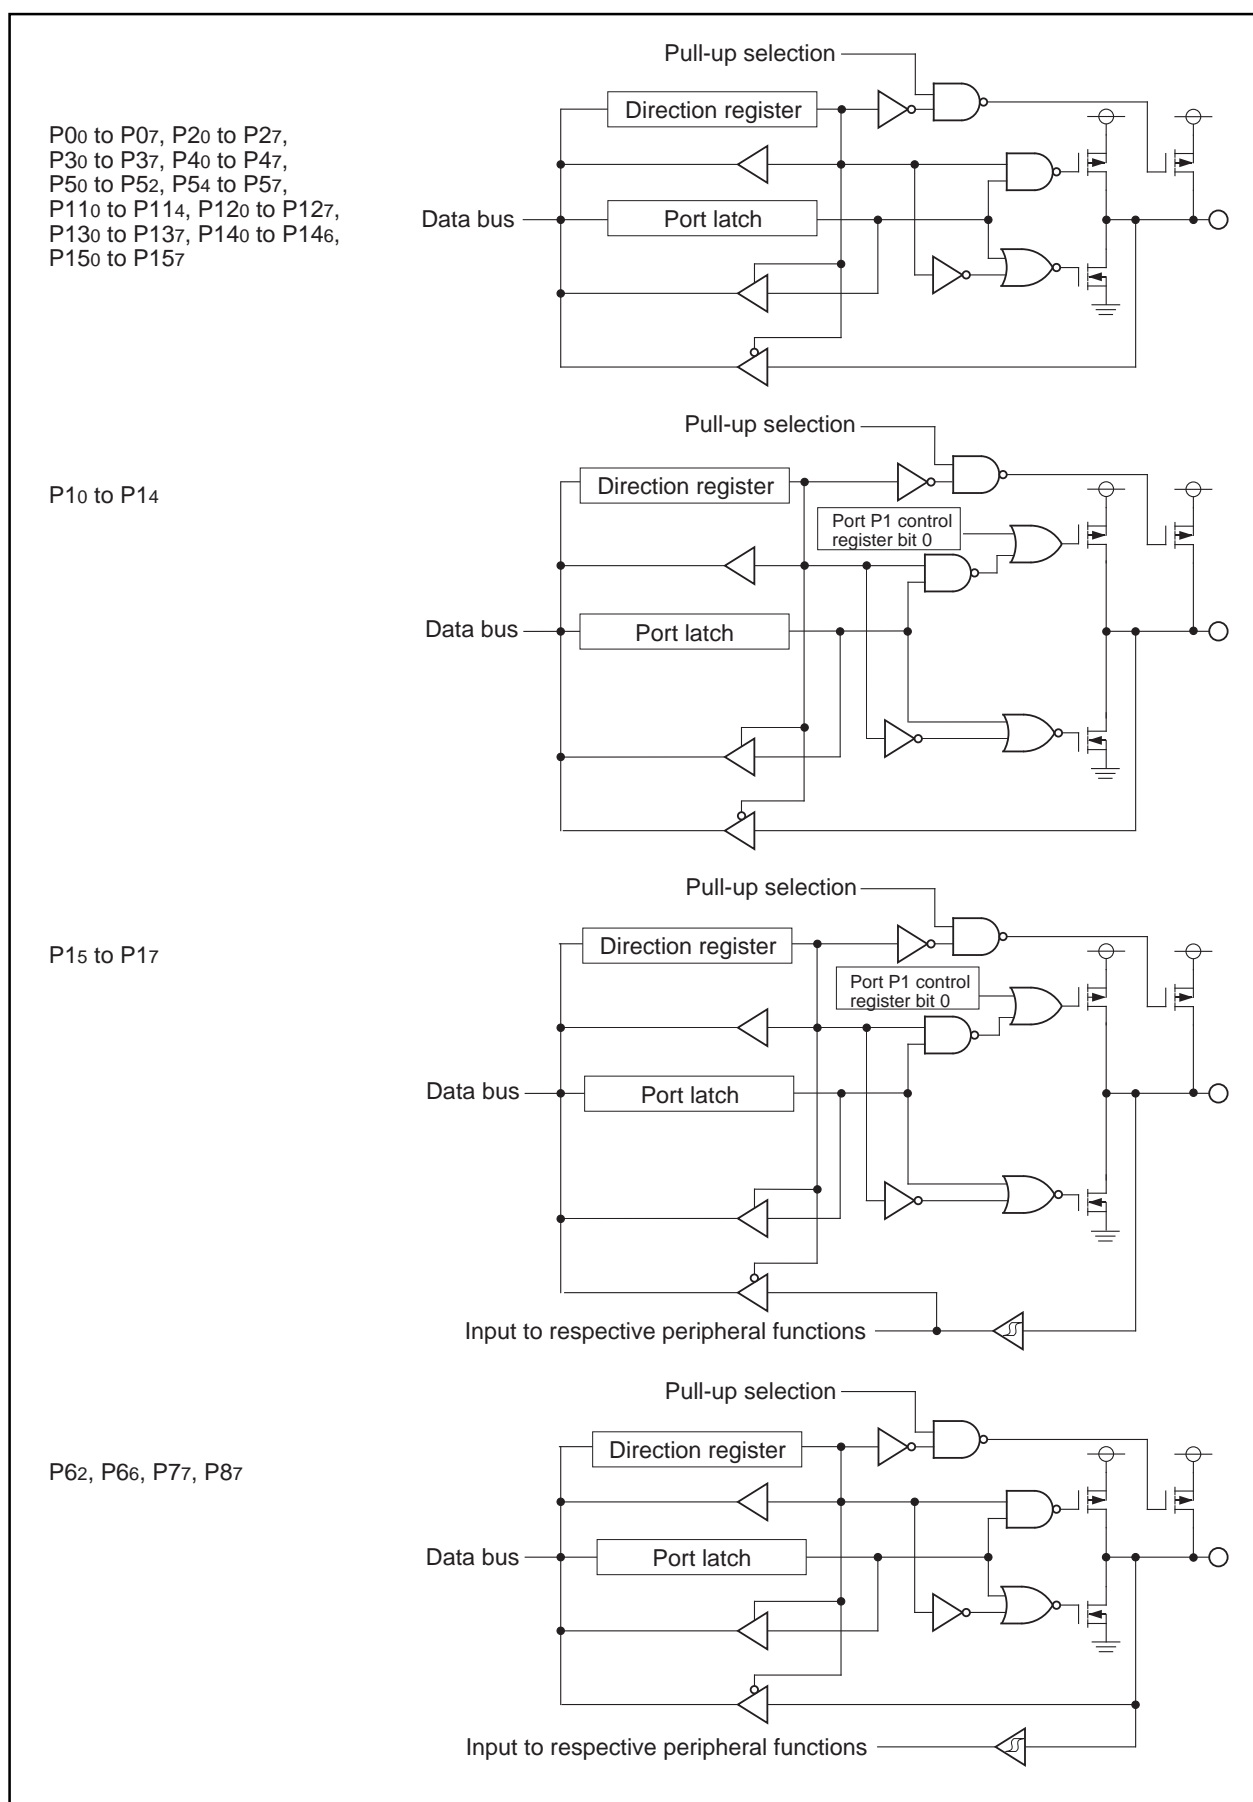 Pull-up selection
Direction register
P00 to P07, P20 to P27,
P30 to P37, P40 to P47,
P50 to P52, P54 to P57,
P110 to P114, P120 to P127,
P130 to P137, P140 to P146,
P150 to P157
Data bus
Port latch
Pull-up selection
P10 to P14
Direction register
Port P1 control
register bit 0
Data bus
Port latch
Pull-up selection
P15 to P17
Direction register
Port P1 control
register bit 0
Data bus
Port latch
Input to respective peripheral functions
Pull-up selection
P62, P66, P77, P87
Direction register
Data bus
Port latch
Input to respective peripheral functions